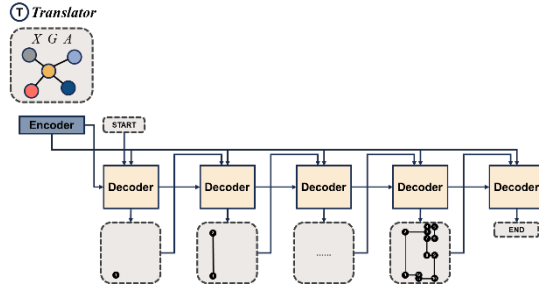 T Translator
X G A
Encoder
START
Decoder Decoder Decoder Decoder Decoder
......
END